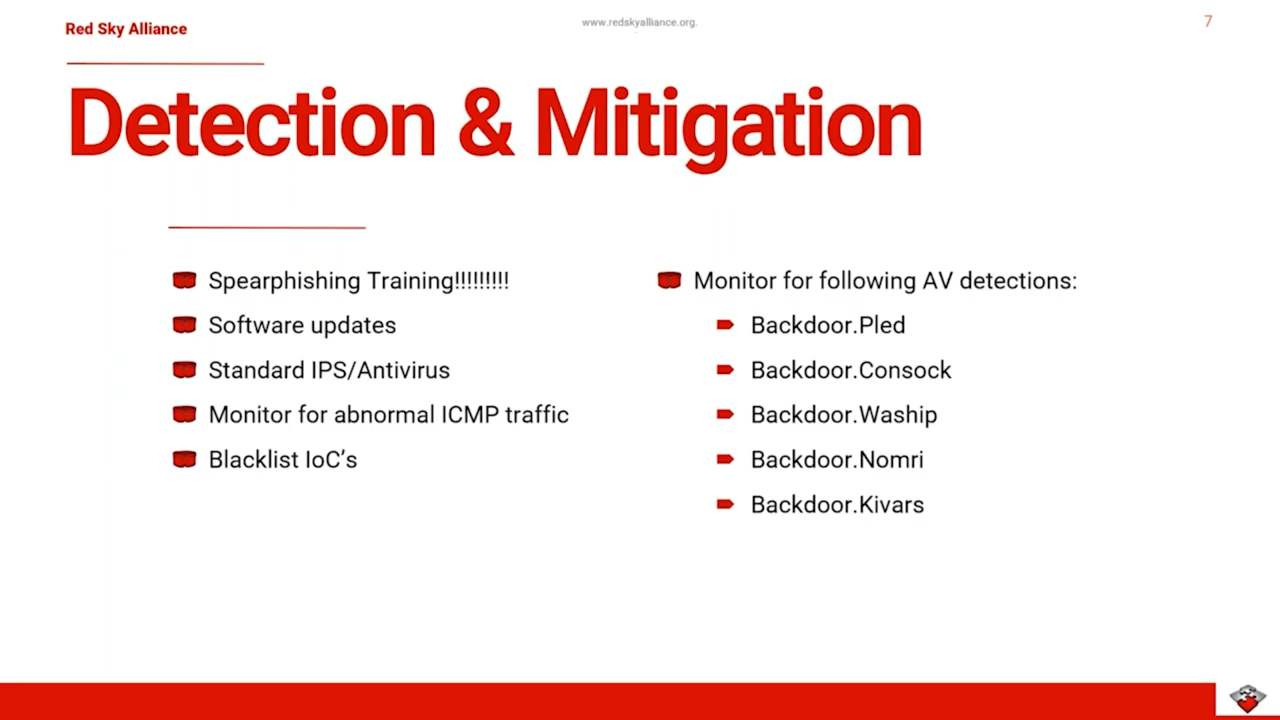 Red Sky Alliance
www.redskyalliance.org.
7
Detection & Mitigation
Spearphishing Training!!!!!!!!!
Software updates
Standard IPS/Antivirus
Monitor for abnormal ICMP traffic
Blacklist IoC’s
Monitor for following AV detections:
Backdoor.Pled
Backdoor.Consock
Backdoor.Waship
Backdoor.Nomri
Backdoor.Kivars